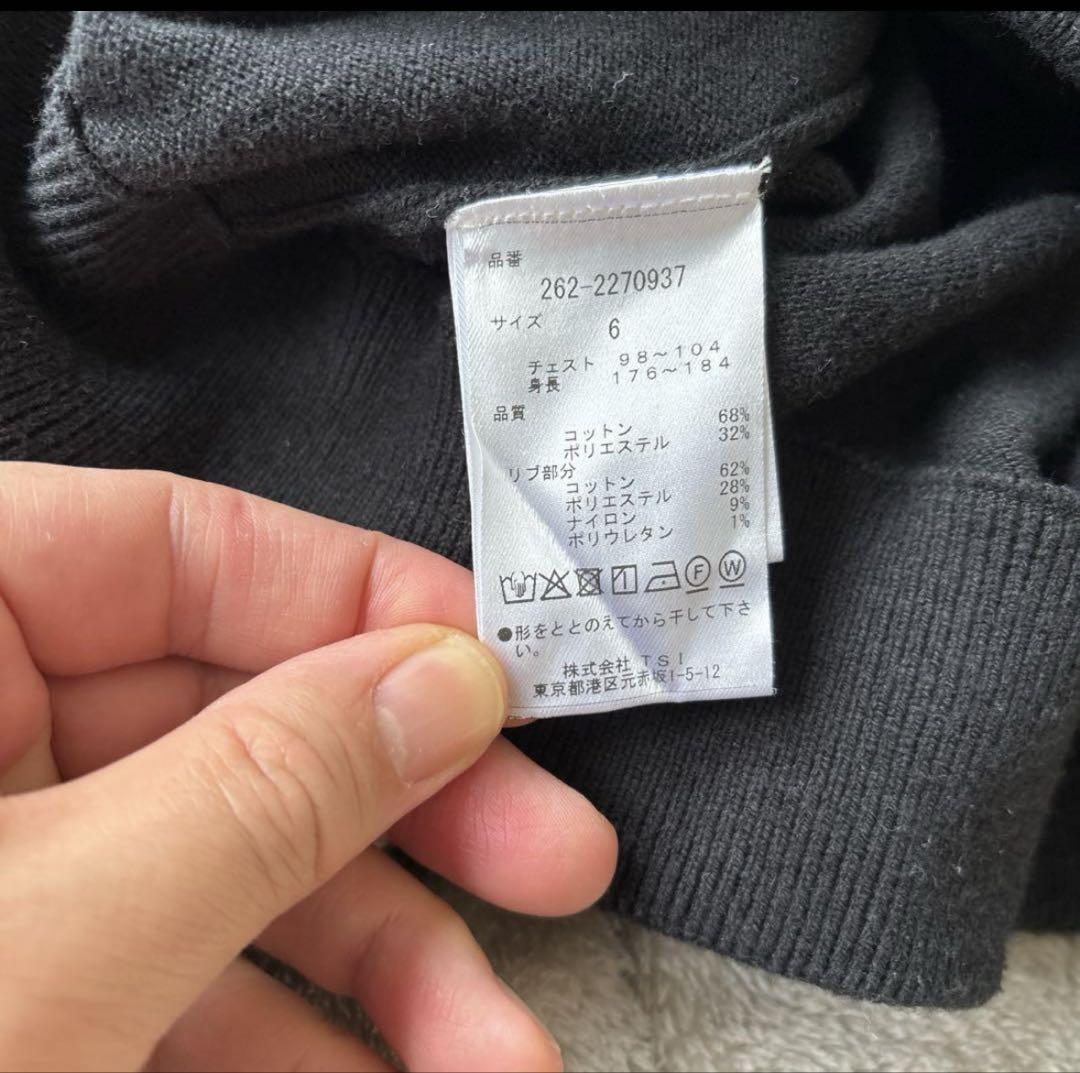 品番
262-2270937
サイズ 6
チェスト 98～104
身長 176～184
品質
コットン 68%
ポリエステル 32%
リブ部分
コットン 62%
ポリエステル 28%
ナイロン 9%
ポリウレタン 1%
F W
●形をととのえてから干して下さ
い。
株式会社 TSI
東京都港区元赤坂1-5-12